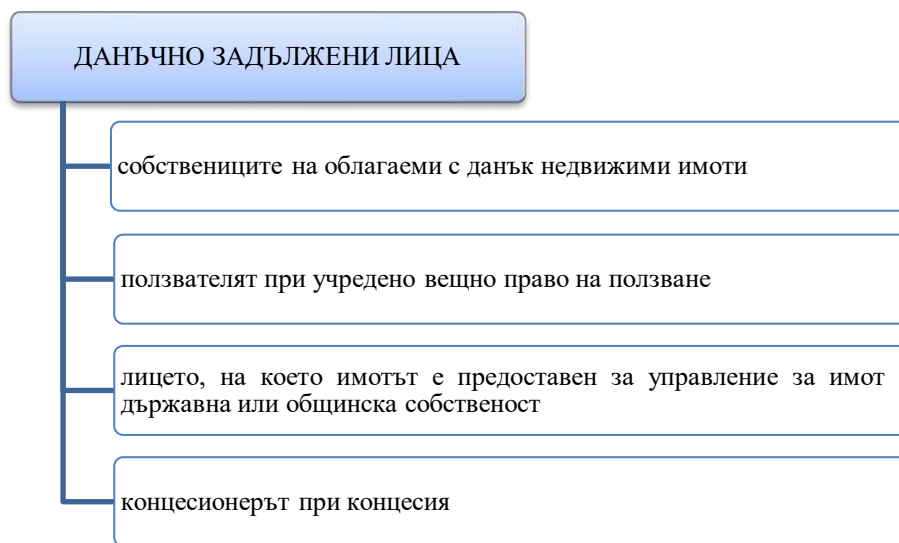 ДАНЪЧНО ЗАДЪЛЖЕНИ ЛИЦА
собствениците на облагаеми с данък недвижими имоти
ползвателят при учредено вещно право на ползване
лицето, на което имотът е предоставен за управление за имот
държавна или общинска собственост
концесионерът при концесия